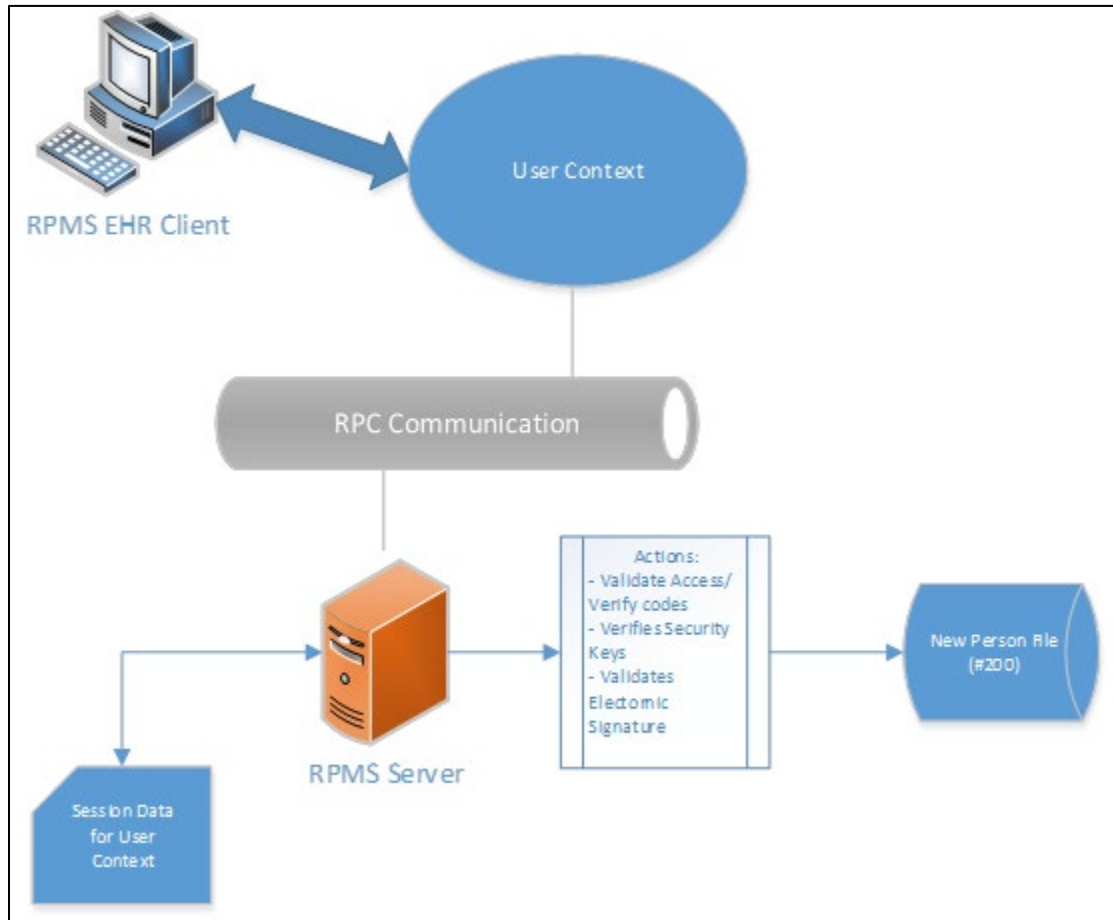 User Context
RPMS EHR Client
RPC Communication
Actions:
- Validate Access/
Verify codes
- Verifies Security
Keys
- Validates
Electornic
Signature
New Person File
(#200)
RPMS Server
Session Data
for User
Context